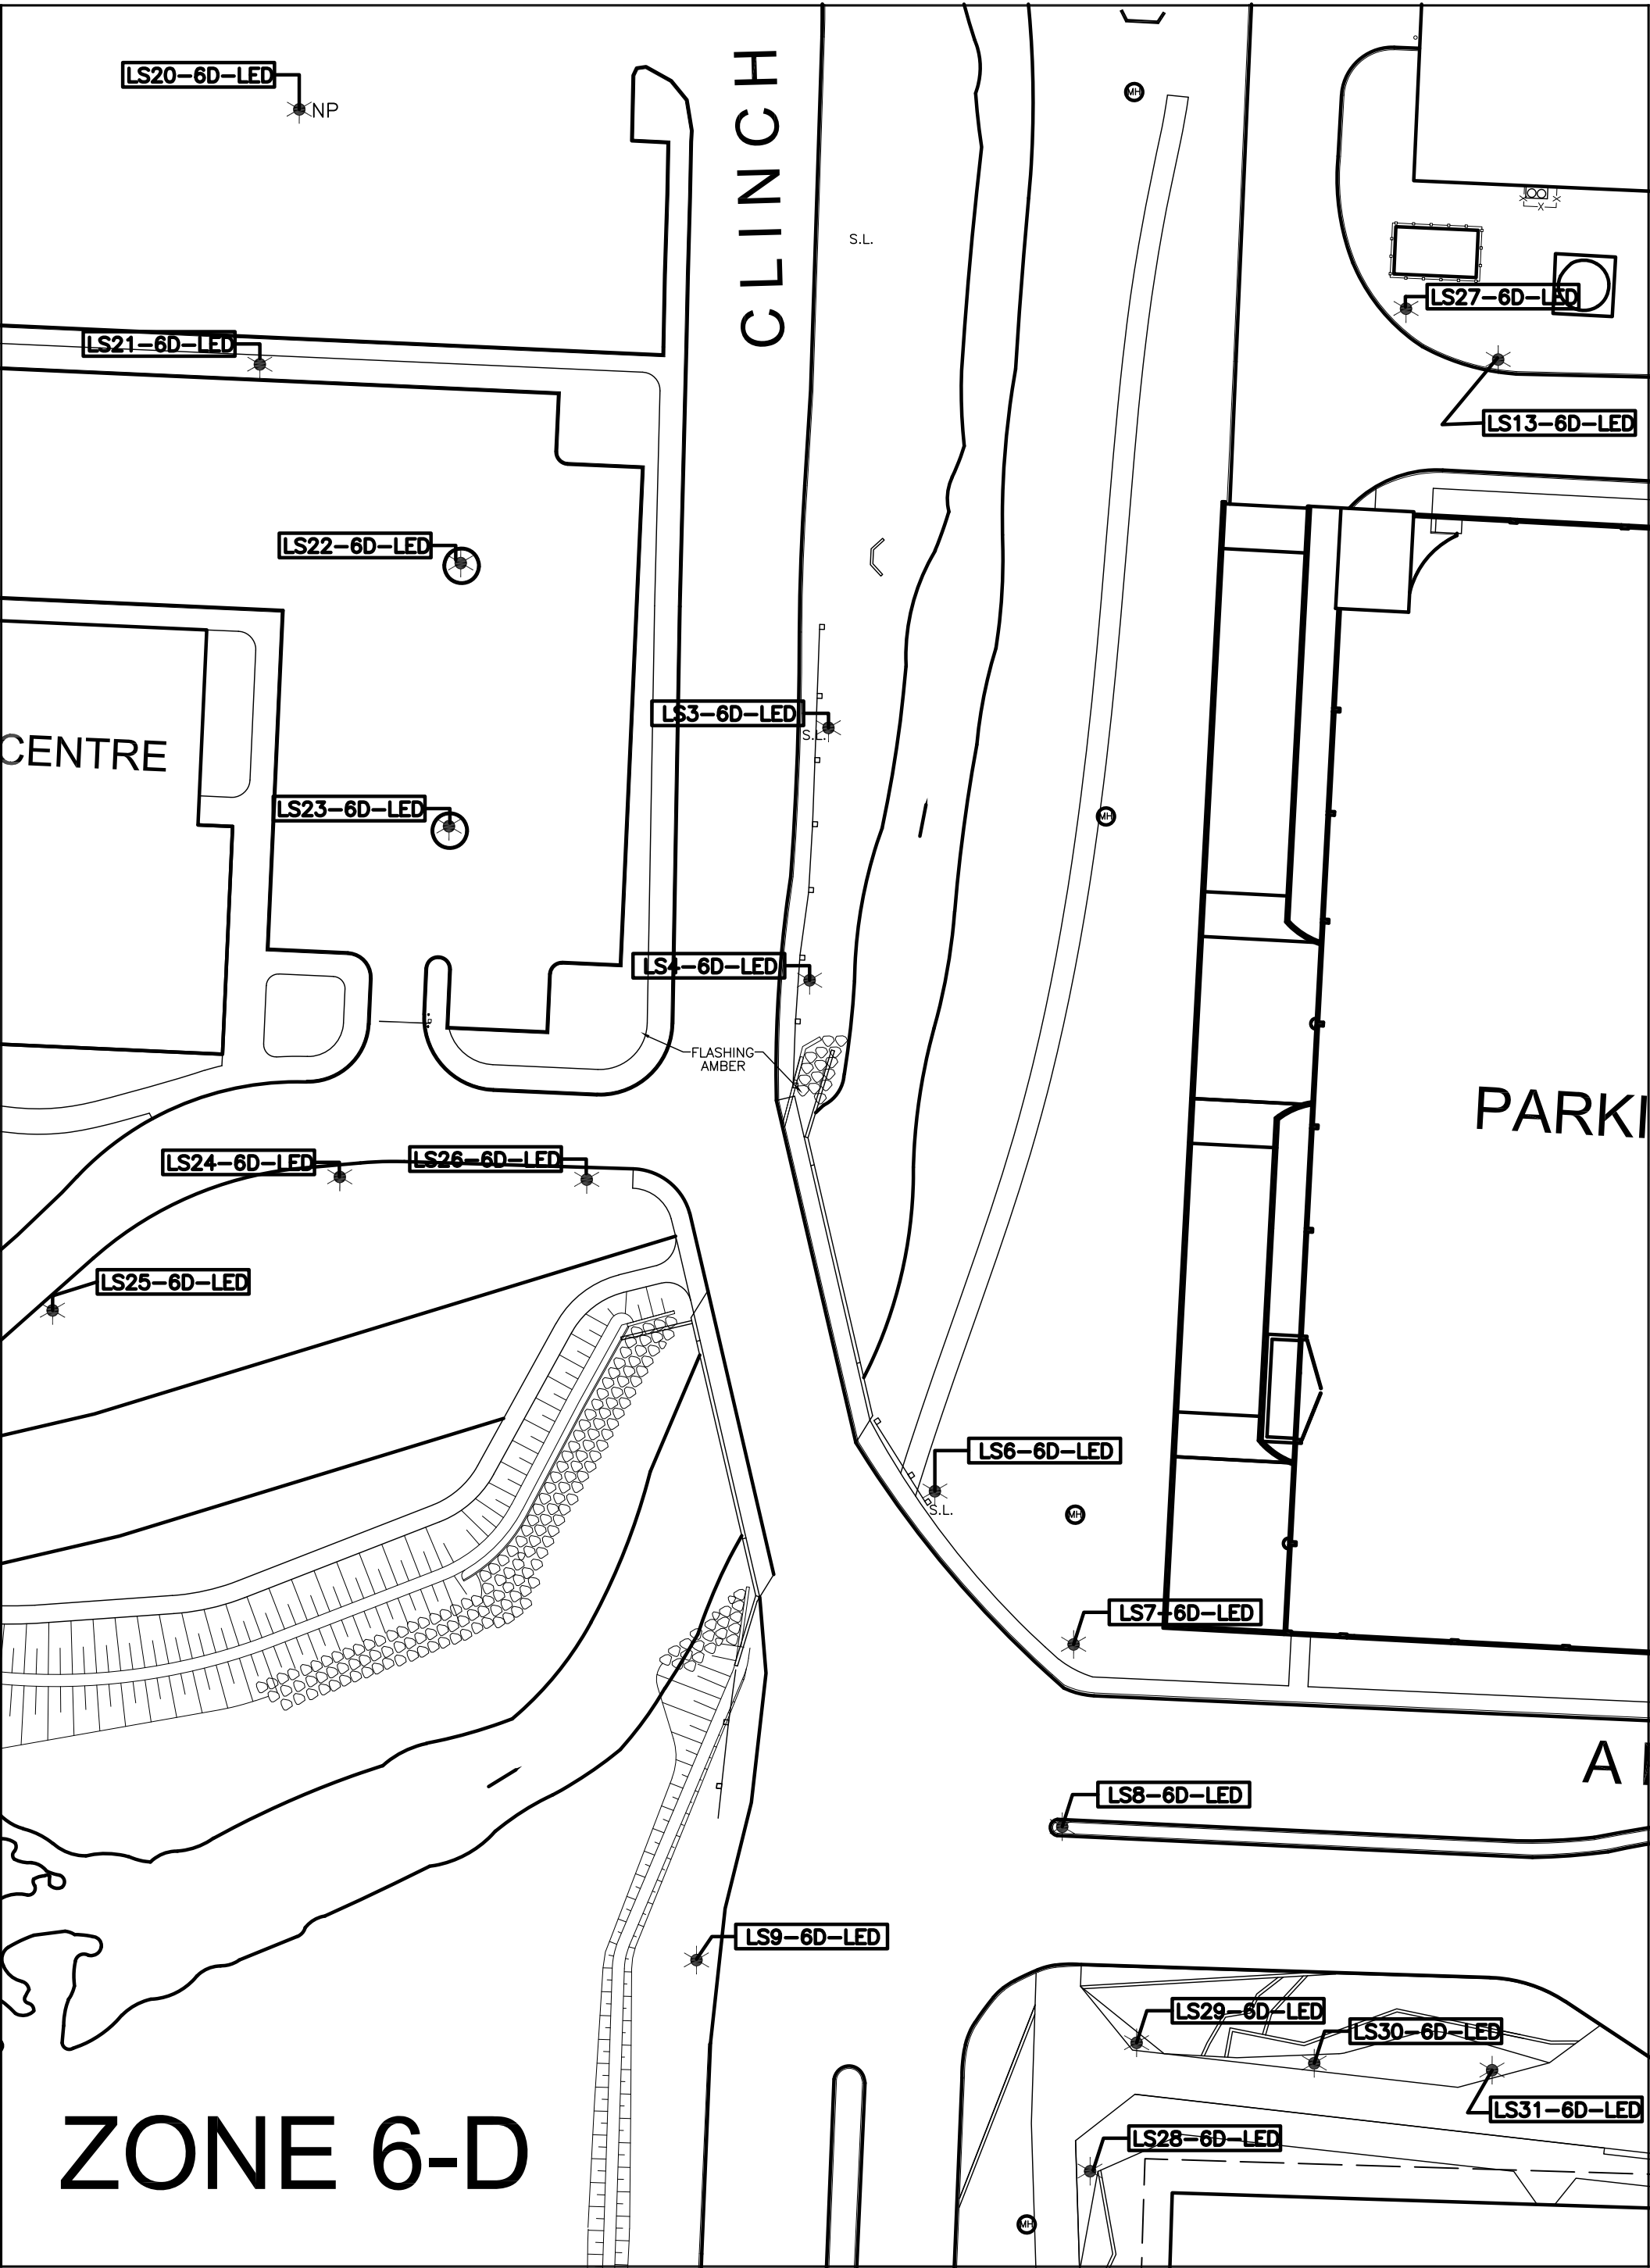 LS20-6D-LED
NP
CLINCH
MH
S.L.
X X
X
LS27-6D-LED
LS21-6D-LED
LS13-6D-LED
LS22-6D-LED
LS3-6D-LED
S.L.
CENTRE
LS23-6D-LED
MH
LS4-6D-LED
FLASHING
AMBER
PARKI
LS24-6D-LED
LS26-6D-LED
LS25-6D-LED
LS6-6D-LED
S.L.
MH
LS7-6D-LED
A
LS8-6D-LED
LS9-6D-LED
LS29-6D-LED
LS30-6D-LED
LS31-6D-LED
LS28-6D-LED
ZONE 6-D
MH